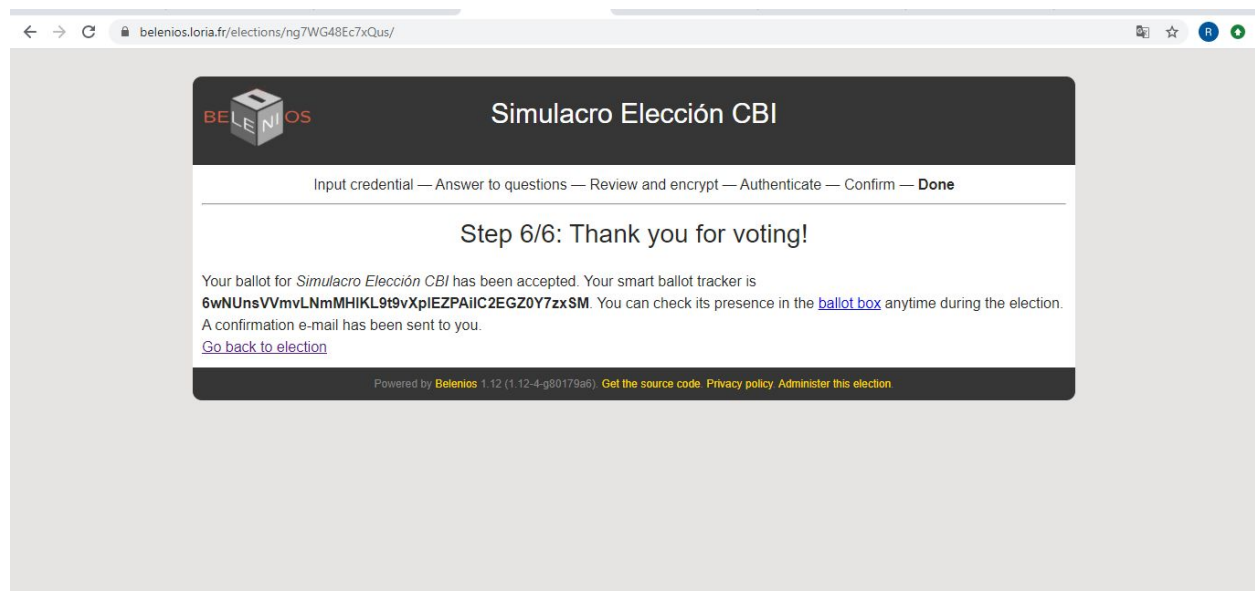 belenios.loria.fr/elections/ng7WG48Ec7xQus/
R
BELENIOS
Simulacro Elección CBI
Input credential — Answer to questions — Review and encrypt — Authenticate — Confirm — Done
Step 6/6: Thank you for voting!
Your ballot for Simulacro Elección CBI has been accepted. Your smart ballot tracker is
6wNUnsVVmvLNmMHIKL9t9vXpIEZPAilC2EGZ0Y7zxSM. You can check its presence in the ballot box anytime during the election.
A confirmation e-mail has been sent to you.
Go back to election
Powered by Belenios 1.12 (1.12-4-g80179a6). Get the source code. Privacy policy. Administer this election.